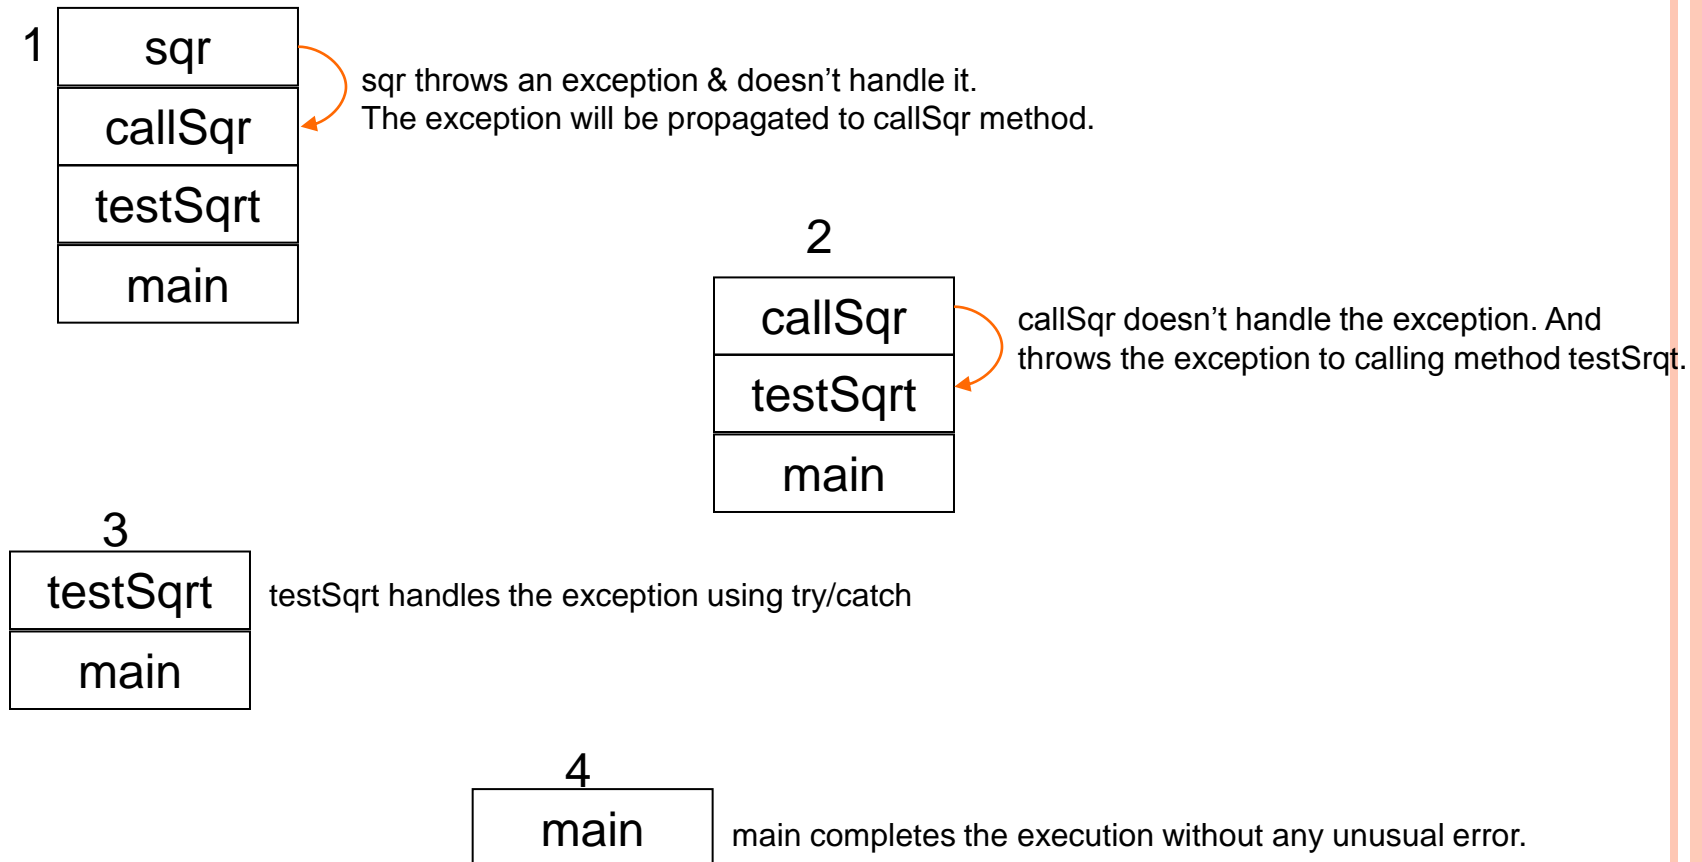 1
sqr
callSqr
testSqrt
main
sqr throws an exception & doesn’t handle it.
The exception will be propagated to callSqr method.
2
callSqr
testSqrt
main
callSqr doesn’t handle the exception. And
throws the exception to calling method testSrqt.
3
testSqrt
main
testSqrt handles the exception using try/catch
4
main
main completes the execution without any unusual error.